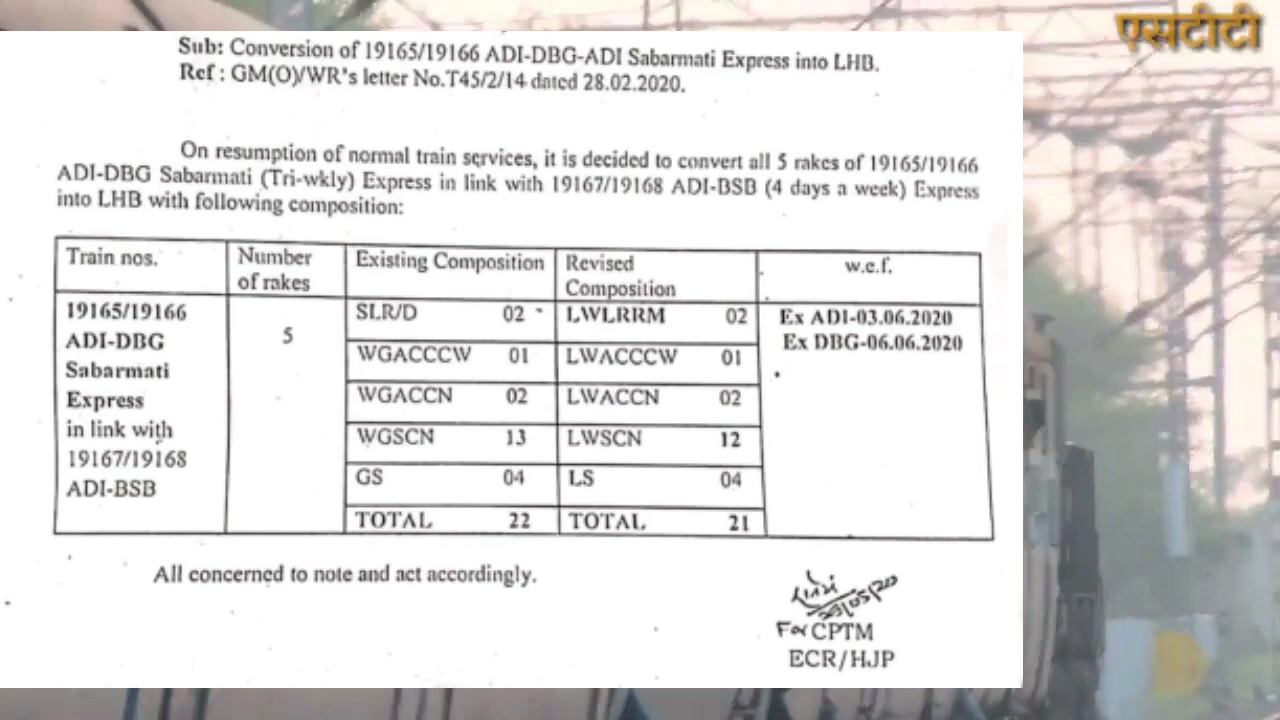 एसटीटी
Sub: Conversion of 19165/19166 ADI-DBG-ADI Sabarmati Express into LHB.
Ref : GM(O)/WR's letter No.T45/2/14 dated 28.02.2020.
On resumption of normal train services, it is decided to convert all 5 rakes of 19165/19166
ADI-DBG Sabarmati (Tri-wkly) Express in link with 19167/19168 ADI-BSB (4 days a week) Express
into LHB with following composition:
Train nos. Number of rakes Existing Composition Revised Composition w.e.f.
19165/19166
ADI-DBG
Sabarmati
Express
in link with
19167/19168
ADI-BSB
5
SLR/D 02 LWLRRM 02
WGACCCW 01 LWACCCW 01
WGACCN 02 LWACCN 02
WGSCN 13 LWSCN 12
GS 04 LS 04
TOTAL 22 TOTAL 21
Ex ADI-03.06.2020
Ex DBG-06.06.2020
All concerned to note and act accordingly.
For CPTM
ECR/HJP